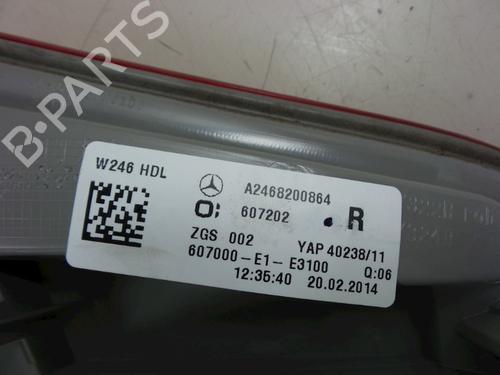 B-PARTS
W246 HDL
A2468200864
O: 607202 R
ZGS 002 YAP 40238/11
607000-E1-E3100 Q:06
12:35:40 20.02.2014